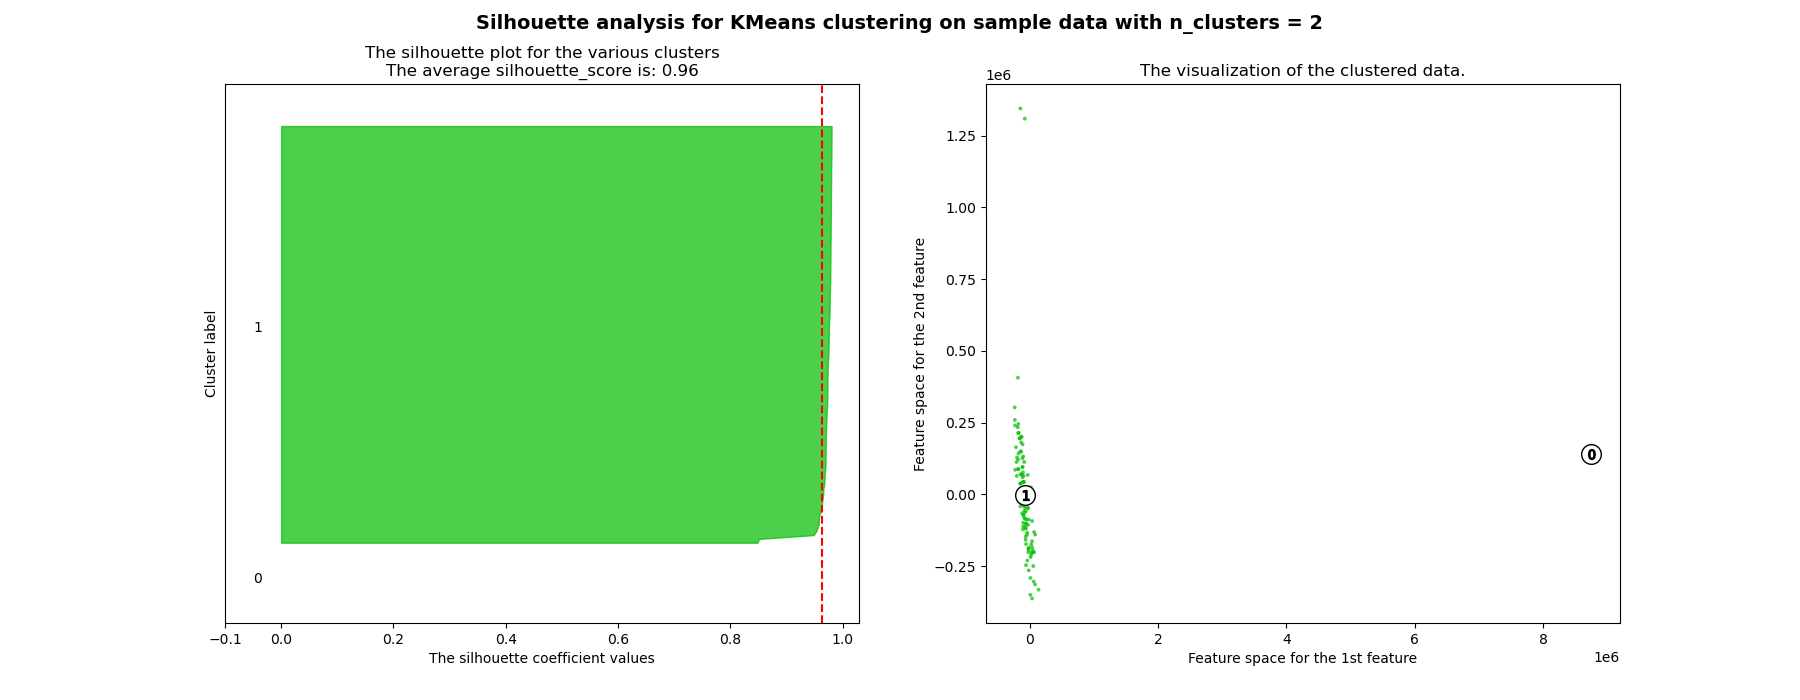 Silhouette analysis for KMeans clustering on sample data with n_clusters = 2
The silhouette plot for the various clusters
The average silhouette_score is: 0.96
Cluster label
1
0
−0.1 0.0 0.2 0.4 0.6 0.8 1.0
The silhouette coefficient values
The visualization of the clustered data.
1e6
1.25
1.00
0.75
0.50
0.25
0.00
−0.25
Feature space for the 2nd feature
0
1
0 2 4 6 8
1e6
Feature space for the 1st feature